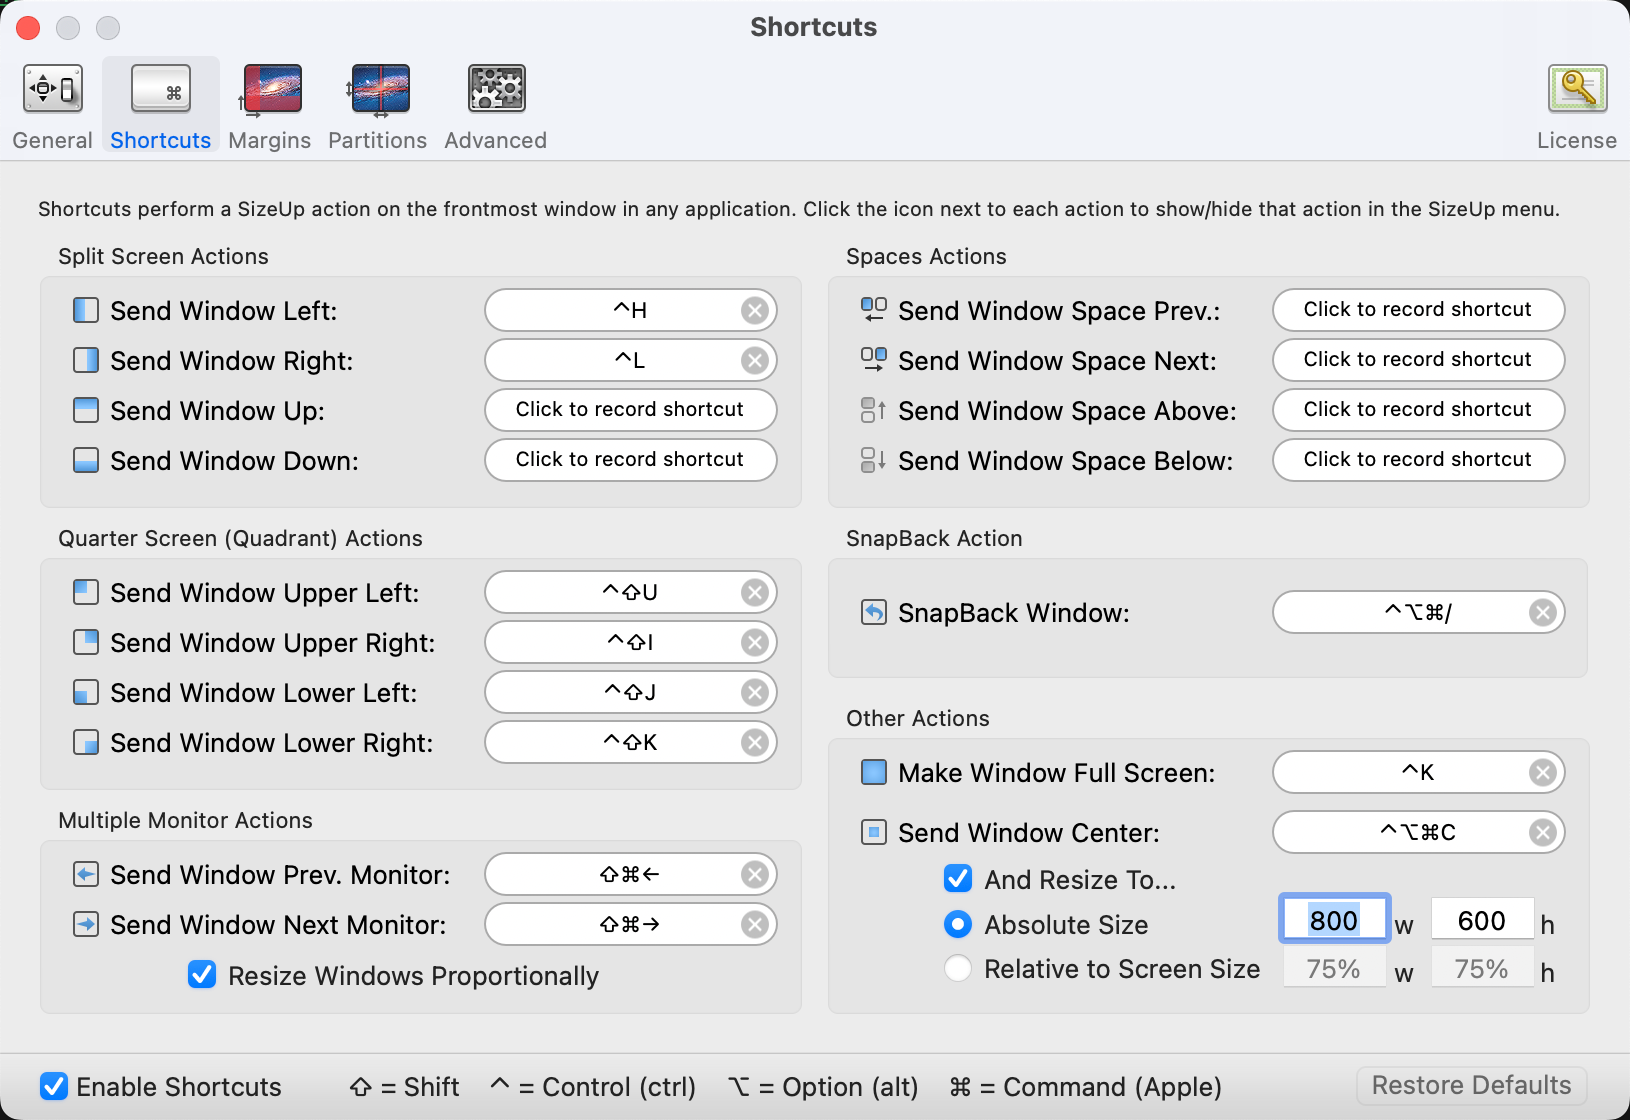 Shortcuts
General
Shortcuts
Margins
Partitions
Advanced
License
Shortcuts perform a SizeUp action on the frontmost window in any application. Click the icon next to each action to show/hide that action in the SizeUp menu.
Split Screen Actions
Send Window Left: ^H
Send Window Right: ^L
Send Window Up: Click to record shortcut
Send Window Down: Click to record shortcut
Quarter Screen (Quadrant) Actions
Send Window Upper Left: ^⇧U
Send Window Upper Right: ^⇧I
Send Window Lower Left: ^⇧J
Send Window Lower Right: ^⇧K
Multiple Monitor Actions
Send Window Prev. Monitor: ⇧⌘←
Send Window Next Monitor: ⇧⌘→
Resize Windows Proportionally
Spaces Actions
Send Window Space Prev.: Click to record shortcut
Send Window Space Next: Click to record shortcut
Send Window Space Above: Click to record shortcut
Send Window Space Below: Click to record shortcut
SnapBack Action
SnapBack Window: ^⌥⌘/
Other Actions
Make Window Full Screen: ^K
Send Window Center: ^⌥⌘C
And Resize To...
Absolute Size 800 w 600 h
Relative to Screen Size 75% w 75% h
Enable Shortcuts ⇧ = Shift ^ = Control (ctrl) ⌥ = Option (alt) ⌘ = Command (Apple) Restore Defaults